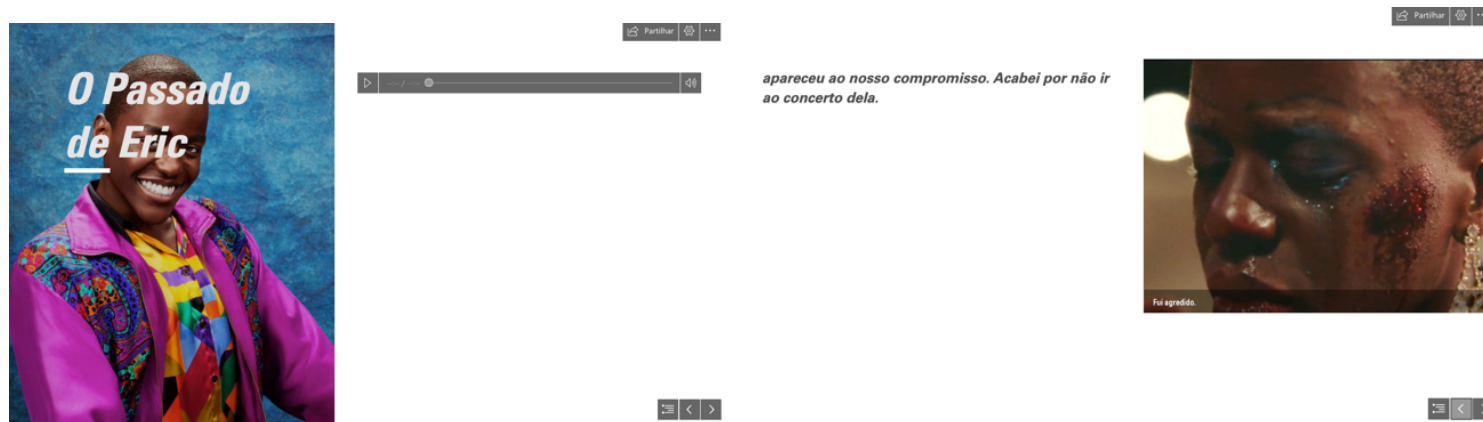 Partilhar
O Passado
de Eric
Partilhar
apareceu ao nosso compromisso. Acabei por não ir
ao concerto dela.
Fui agredido.